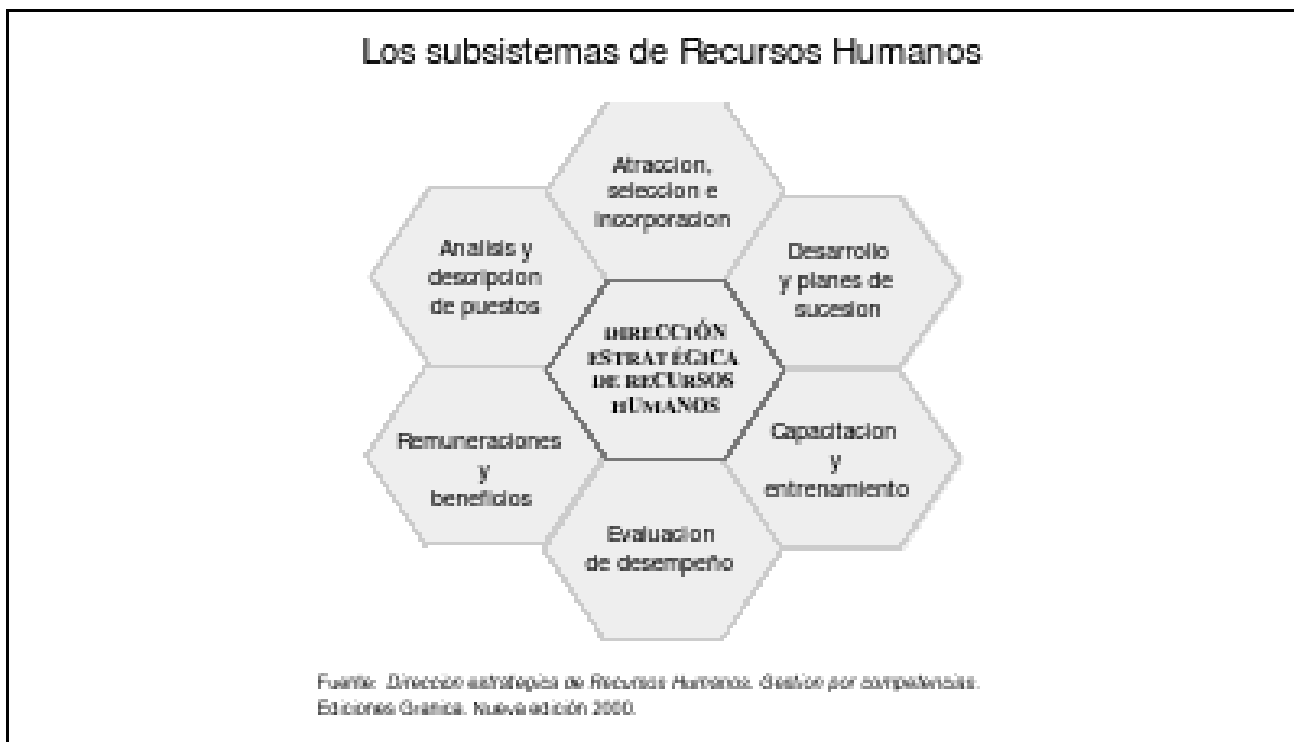 Los subsistemas de Recursos Humanos
Atraccion,
seleccion e
incorporacion
Analisis y
descripcion
de puestos
Desarrollo
y planes de
sucesion
DIRECCIÓN
ESTRATÉGICA
DE RECURSOS
HUMANOS
Remuneraciones
y
beneficios
Capacitacion
y
entrenamiento
Evaluacion
de desempeño
Fuente: Direccion estrategica de Recursos Humanos. Gestion por competencias.
Ediciones Granica. Nueva edición